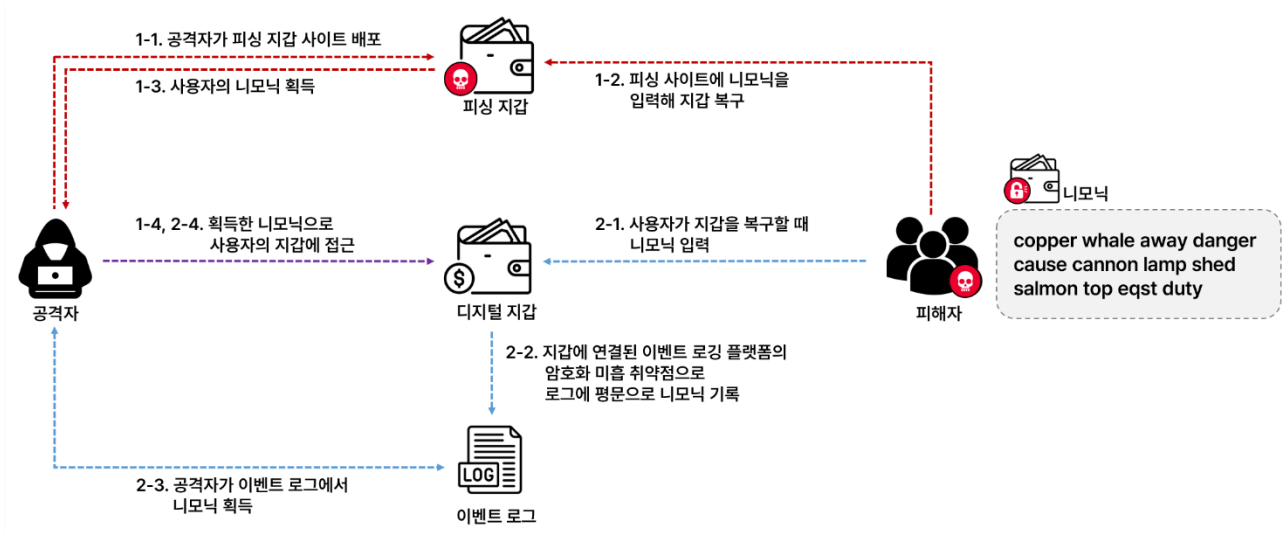 1-1. 공격자가 피싱 지갑 사이트 배포
1-3. 사용자의 니모닉 획득
피싱 지갑
1-2. 피싱 사이트에 니모닉을
입력해 지갑 복구
니모닉
copper whale away danger
cause cannon lamp shed
salmon top eqst duty
1-4, 2-4. 획득한 니모닉으로
사용자의 지갑에 접근
2-1. 사용자가 지갑을 복구할 때
니모닉 입력
$
공격자
디지털 지갑
피해자
2-2. 지갑에 연결된 이벤트 로깅 플랫폼의
암호화 미흡 취약점으로
로그에 평문으로 니모닉 기록
LOG
2-3. 공격자가 이벤트 로그에서
니모닉 획득
이벤트 로그